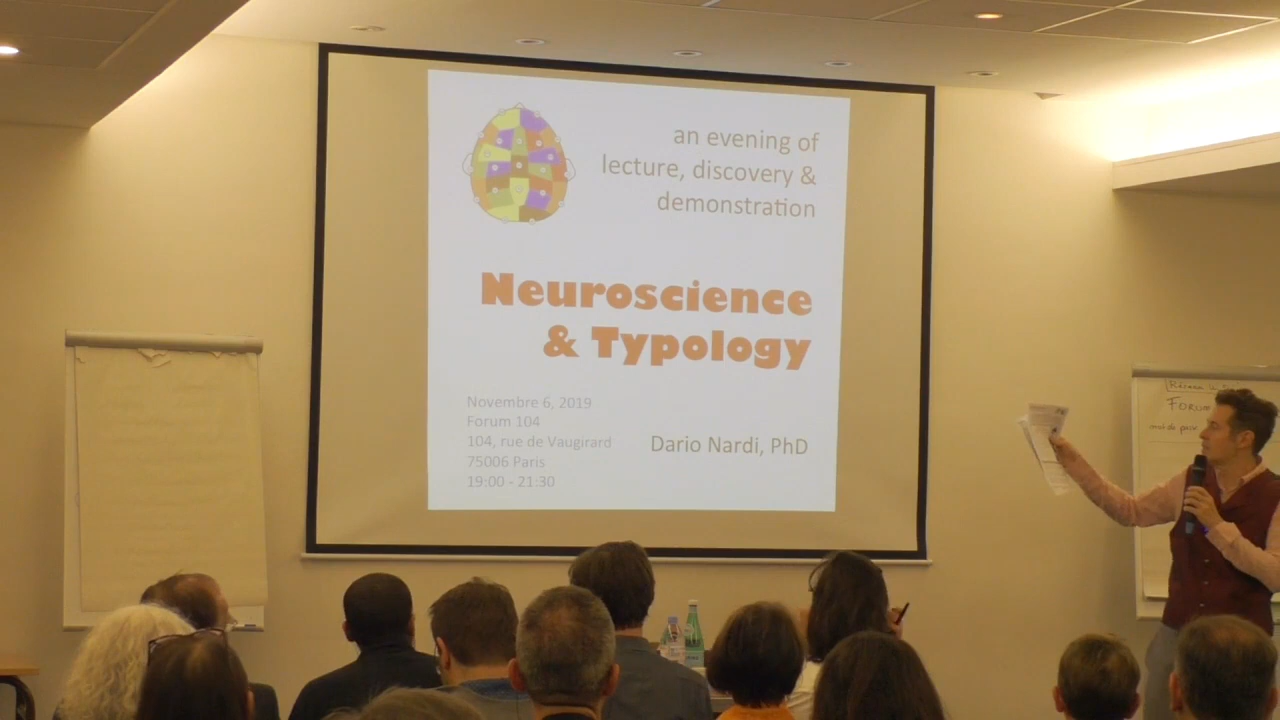 an evening of
lecture, discovery &
demonstration
Neuroscience
& Typology
Novembre 6, 2019
Forum 104
104, rue de Vaugirard
75006 Paris
19:00 - 21:30
Dario Nardi, PhD
FORUM